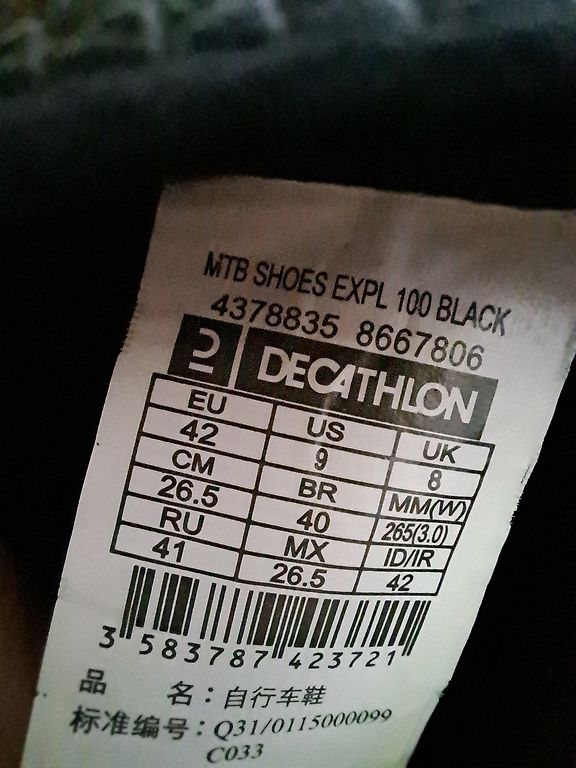 MTB SHOES EXPL 100 BLACK
4378835 8667806
DECATHLON
EU US UK
42 9 8
CM BR MM(W)
26.5 40 265(3.0)
RU MX ID/IR
41 26.5 42
3 583787 423721
品 名：自行车鞋
标准编号：Q31/0115000099
C033